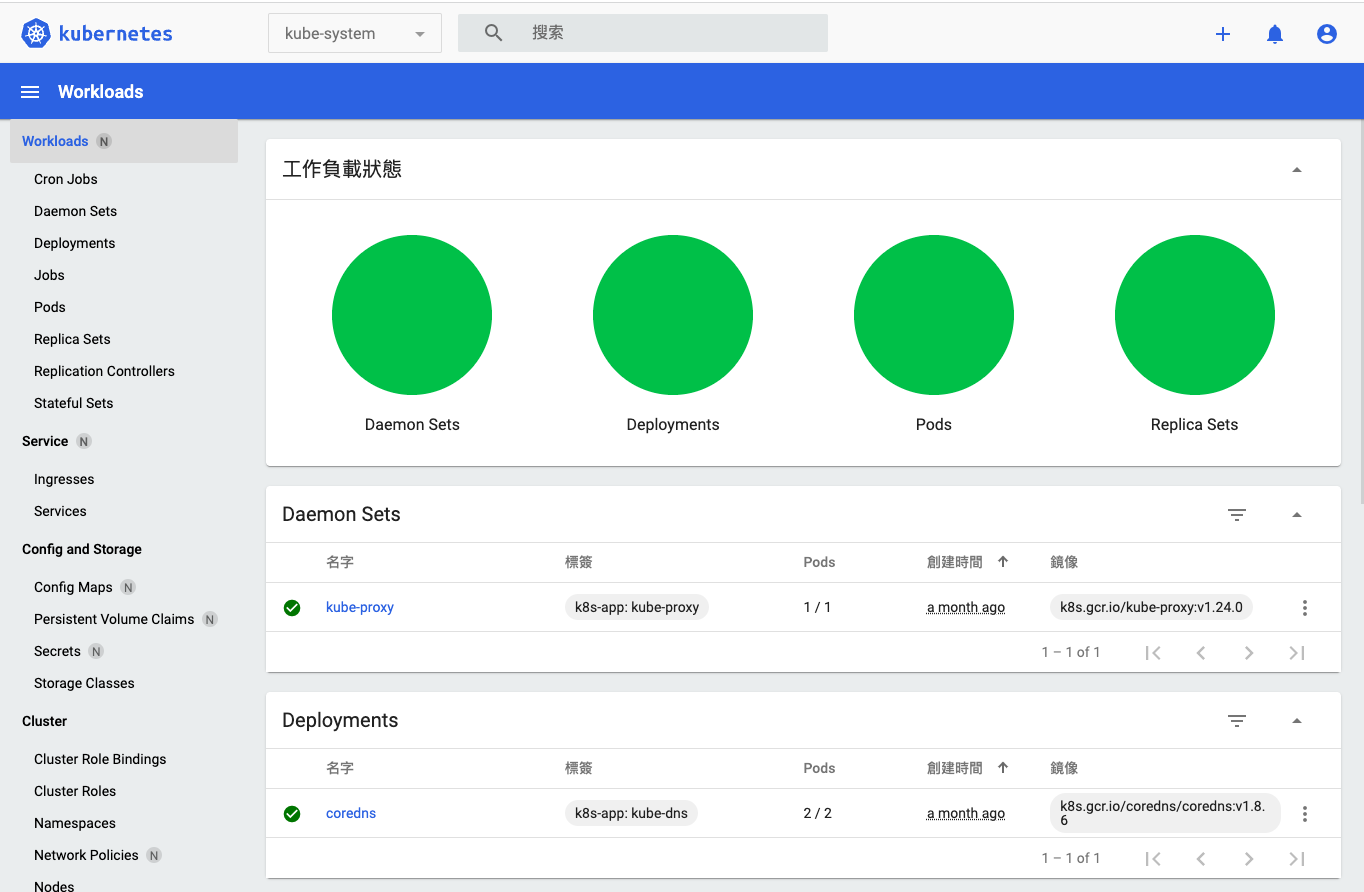 kubernetes
kube-system
搜索
Workloads
Workloads N
Cron Jobs
Daemon Sets
Deployments
Jobs
Pods
Replica Sets
Replication Controllers
Stateful Sets
Service N
Ingresses
Services
Config and Storage
Config Maps N
Persistent Volume Claims N
Secrets N
Storage Classes
Cluster
Cluster Role Bindings
Cluster Roles
Namespaces
Network Policies N
Nodes
工作負載狀態
Daemon Sets Deployments Pods Replica Sets
Daemon Sets
名字 標簽 Pods 創建時間 鏡像
kube-proxy k8s-app: kube-proxy 1 / 1 a month ago k8s.gcr.io/kube-proxy:v1.24.0
1 – 1 of 1
Deployments
名字 標簽 Pods 創建時間 鏡像
coredns k8s-app: kube-dns 2 / 2 a month ago k8s.gcr.io/coredns/coredns:v1.8.
6
1 – 1 of 1